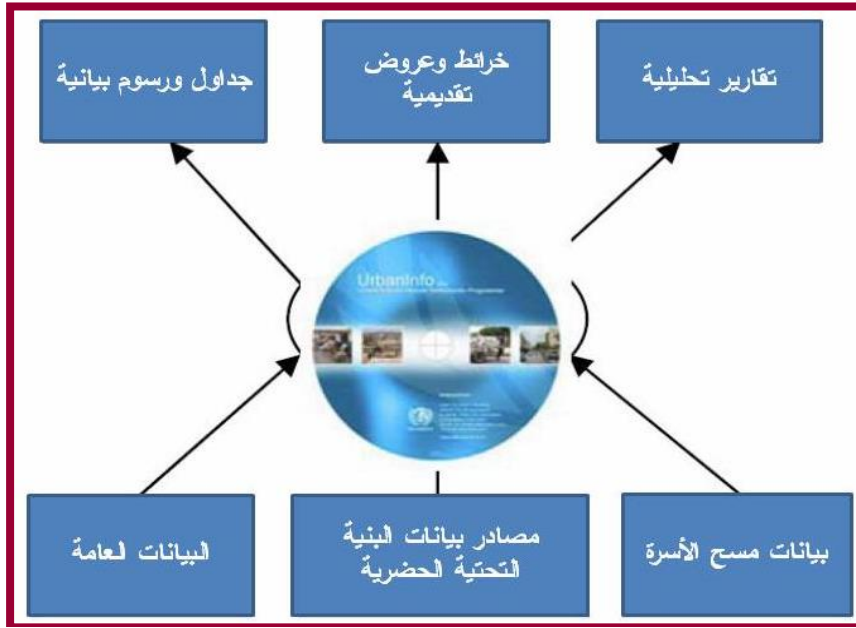 تقارير تحليلية
خرائط وعروض
تقديمية
جداول ورسوم بيانية
UrbanInfo
بيانات مسح الأسرة
مصادر بيانات البنية
التحتية الحضرية
البيانات العامة